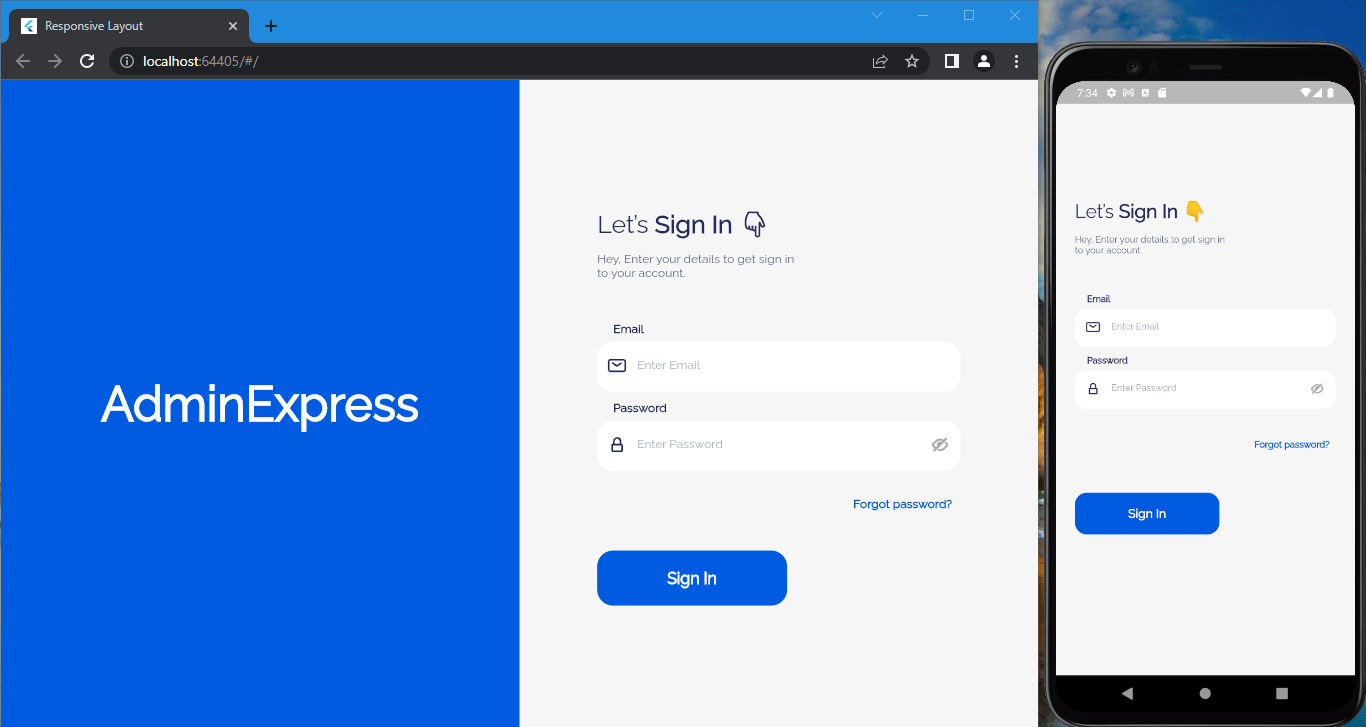 Responsive Layout
localhost:64405/#/
AdminExpress
Let's Sign In 👇
Hey, Enter your details to get sign in
to your account.
Email
Enter Email
Password
Enter Password
Forgot password?
Sign In
7:34
Let's Sign In 👇
Hey, Enter your details to get sign in
to your account.
Email
Enter Email
Password
Enter Password
Forgot password?
Sign In